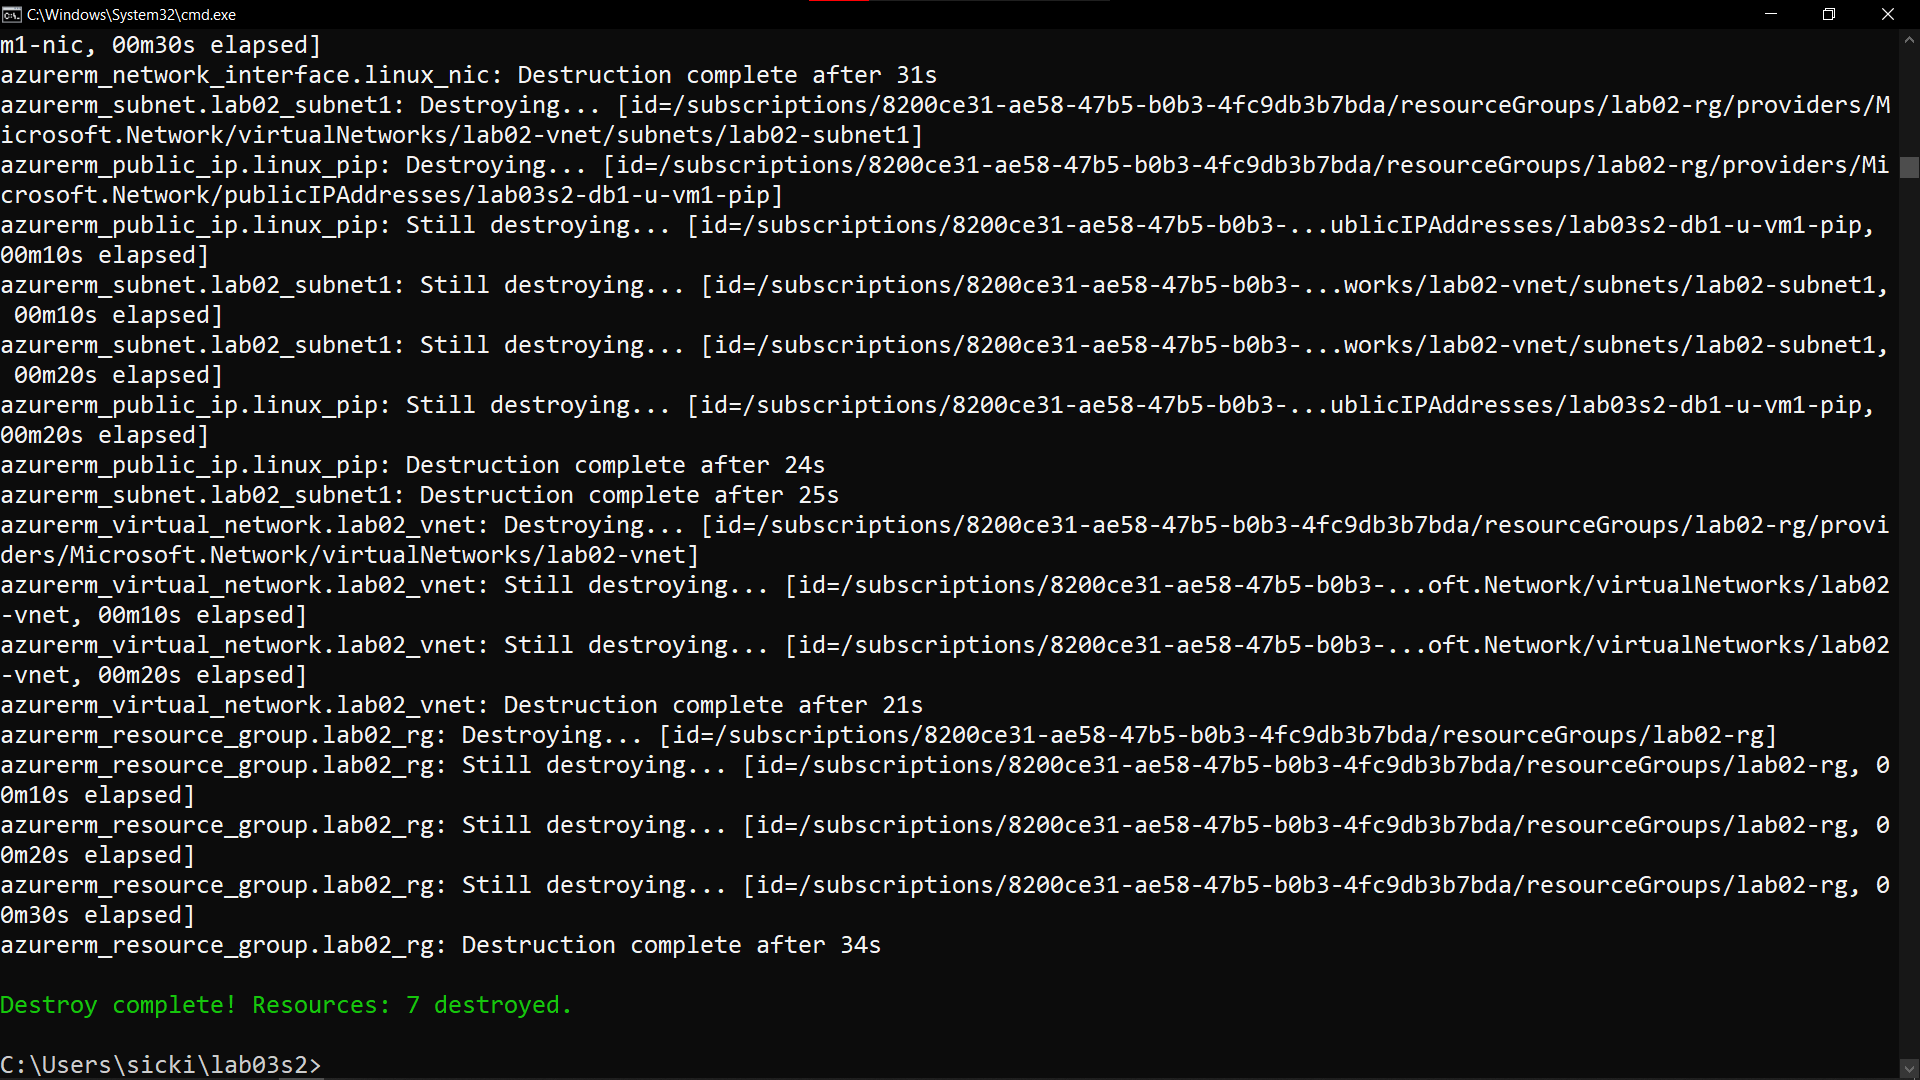 C:\Windows\System32\cmd.exe
m1-nic, 00m30s elapsed]
azurerm_network_interface.linux_nic: Destruction complete after 31s
azurerm_subnet.lab02_subnet1: Destroying... [id=/subscriptions/8200ce31-ae58-47b5-b0b3-4fc9db3b7bda/resourceGroups/lab02-rg/providers/M
icrosoft.Network/virtualNetworks/lab02-vnet/subnets/lab02-subnet1]
azurerm_public_ip.linux_pip: Destroying... [id=/subscriptions/8200ce31-ae58-47b5-b0b3-4fc9db3b7bda/resourceGroups/lab02-rg/providers/Mi
crosoft.Network/publicIPAddresses/lab03s2-db1-u-vm1-pip]
azurerm_public_ip.linux_pip: Still destroying... [id=/subscriptions/8200ce31-ae58-47b5-b0b3-...ublicIPAddresses/lab03s2-db1-u-vm1-pip,
00m10s elapsed]
azurerm_subnet.lab02_subnet1: Still destroying... [id=/subscriptions/8200ce31-ae58-47b5-b0b3-...works/lab02-vnet/subnets/lab02-subnet1,
 00m10s elapsed]
azurerm_subnet.lab02_subnet1: Still destroying... [id=/subscriptions/8200ce31-ae58-47b5-b0b3-...works/lab02-vnet/subnets/lab02-subnet1,
 00m20s elapsed]
azurerm_public_ip.linux_pip: Still destroying... [id=/subscriptions/8200ce31-ae58-47b5-b0b3-...ublicIPAddresses/lab03s2-db1-u-vm1-pip,
00m20s elapsed]
azurerm_public_ip.linux_pip: Destruction complete after 24s
azurerm_subnet.lab02_subnet1: Destruction complete after 25s
azurerm_virtual_network.lab02_vnet: Destroying... [id=/subscriptions/8200ce31-ae58-47b5-b0b3-4fc9db3b7bda/resourceGroups/lab02-rg/provi
ders/Microsoft.Network/virtualNetworks/lab02-vnet]
azurerm_virtual_network.lab02_vnet: Still destroying... [id=/subscriptions/8200ce31-ae58-47b5-b0b3-...oft.Network/virtualNetworks/lab02
-vnet, 00m10s elapsed]
azurerm_virtual_network.lab02_vnet: Still destroying... [id=/subscriptions/8200ce31-ae58-47b5-b0b3-...oft.Network/virtualNetworks/lab02
-vnet, 00m20s elapsed]
azurerm_virtual_network.lab02_vnet: Destruction complete after 21s
azurerm_resource_group.lab02_rg: Destroying... [id=/subscriptions/8200ce31-ae58-47b5-b0b3-4fc9db3b7bda/resourceGroups/lab02-rg]
azurerm_resource_group.lab02_rg: Still destroying... [id=/subscriptions/8200ce31-ae58-47b5-b0b3-4fc9db3b7bda/resourceGroups/lab02-rg, 0
0m10s elapsed]
azurerm_resource_group.lab02_rg: Still destroying... [id=/subscriptions/8200ce31-ae58-47b5-b0b3-4fc9db3b7bda/resourceGroups/lab02-rg, 0
0m20s elapsed]
azurerm_resource_group.lab02_rg: Still destroying... [id=/subscriptions/8200ce31-ae58-47b5-b0b3-4fc9db3b7bda/resourceGroups/lab02-rg, 0
0m30s elapsed]
azurerm_resource_group.lab02_rg: Destruction complete after 34s
Destroy complete! Resources: 7 destroyed.
C:\Users\sicki\lab03s2>